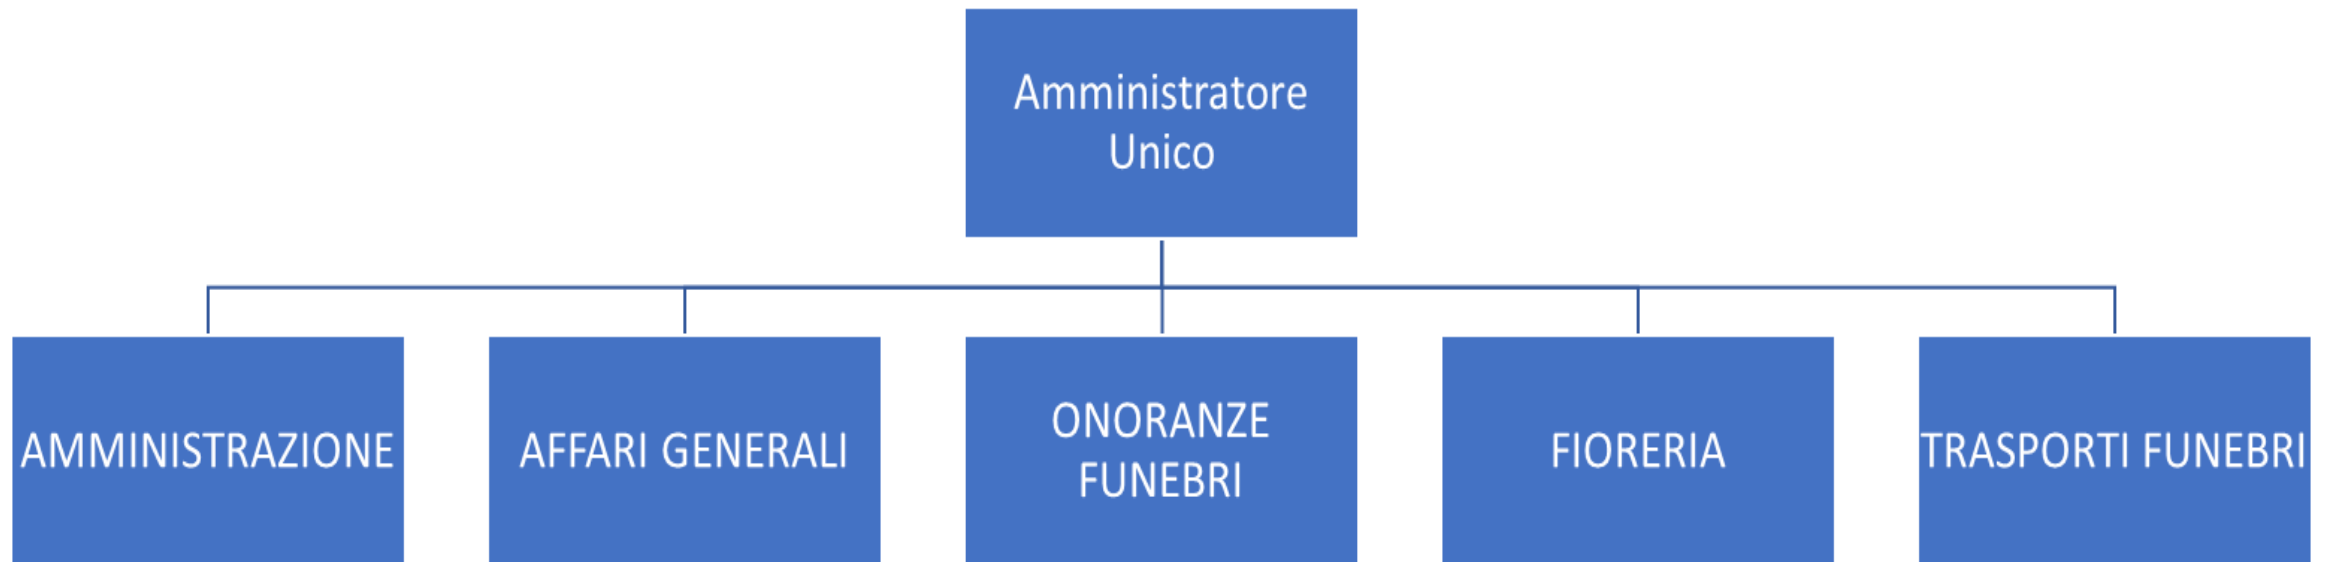 Amministratore
Unico
AMMINISTRAZIONE
AFFARI GENERALI
ONORANZE
FUNEBRI
FIORERIA
TRASPORTI FUNEBRI